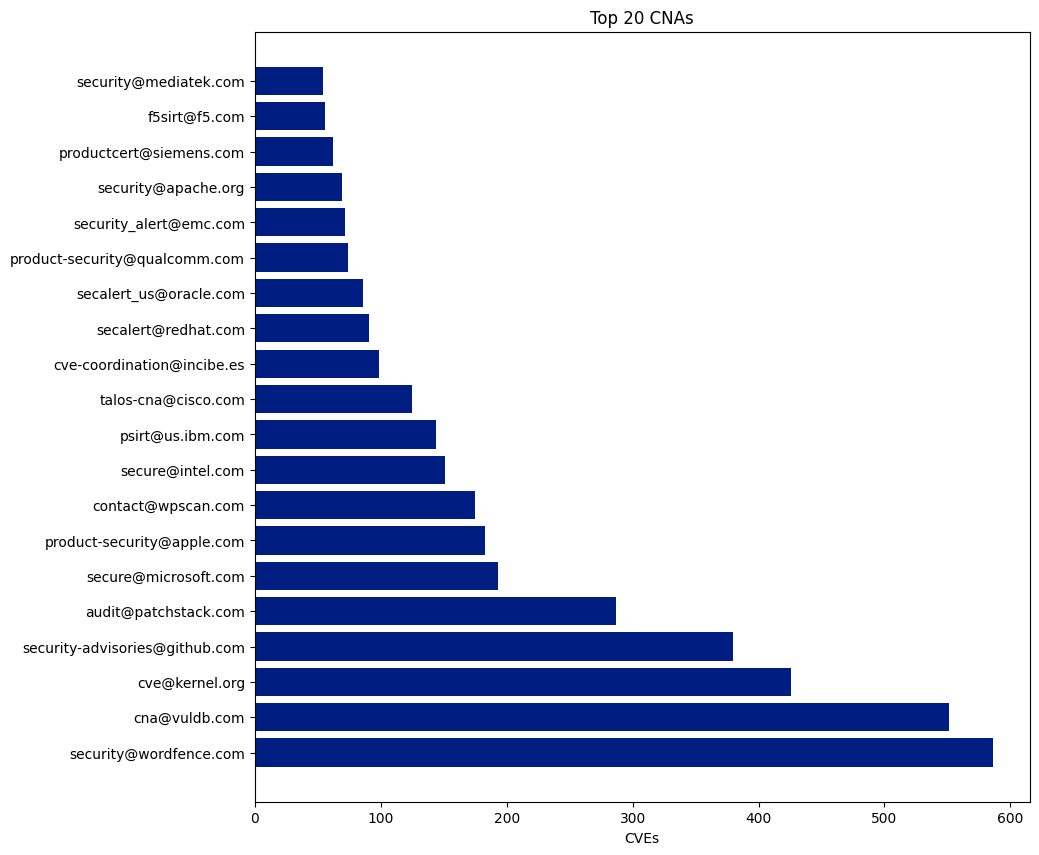 Top 20 CNAs
security@mediatek.com
f5sirt@f5.com
productcert@siemens.com
security@apache.org
security_alert@emc.com
product-security@qualcomm.com
secalert_us@oracle.com
secalert@redhat.com
cve-coordination@incibe.es
talos-cna@cisco.com
psirt@us.ibm.com
secure@intel.com
contact@wpscan.com
product-security@apple.com
secure@microsoft.com
audit@patchstack.com
security-advisories@github.com
cve@kernel.org
cna@vuldb.com
security@wordfence.com
0 100 200 300 400 500 600
CVEs